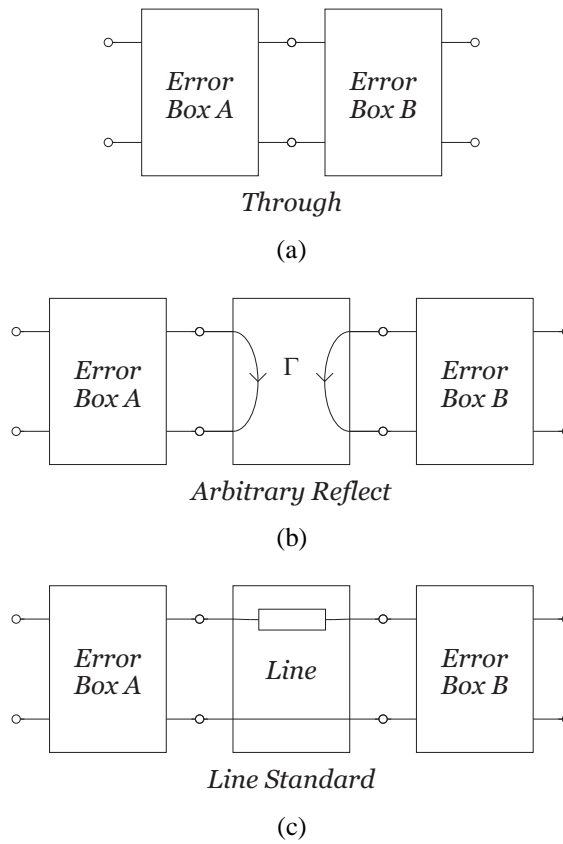 Error
Box A
Error
Box B
Through
(a)
Error
Box A
Γ
Error
Box B
Arbitrary Reflect
(b)
Error
Box A
Line
Error
Box B
Line Standard
(c)